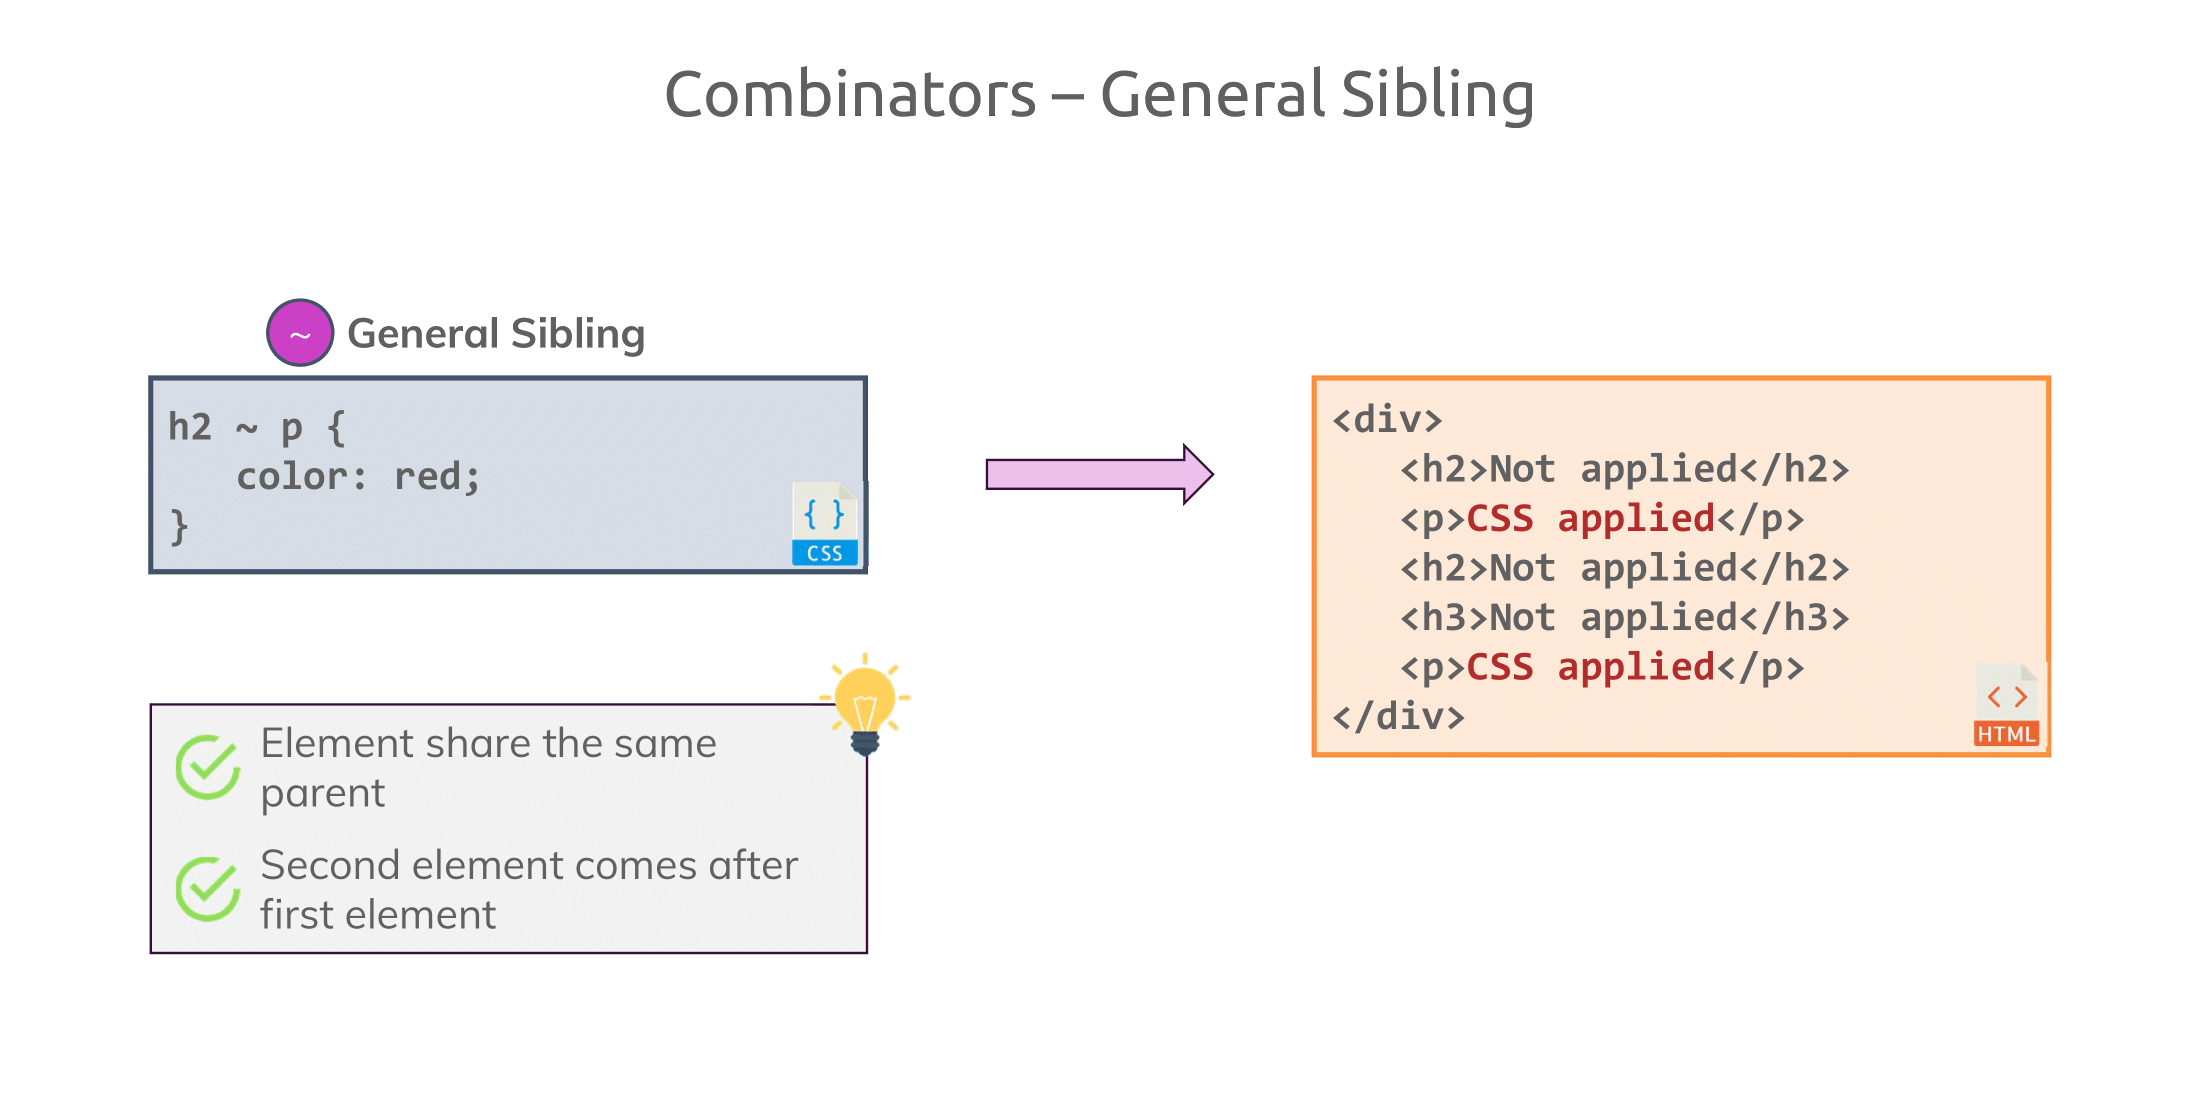 Combinators – General Sibling
~ General Sibling
h2 ~ p {
color: red;
}
{ }
CSS
Element share the same
parent
Second element comes after
first element
<div>
<h2>Not applied</h2>
<p>CSS applied</p>
<h2>Not applied</h2>
<h3>Not applied</h3>
<p>CSS applied</p>
</div>
< >
HTML